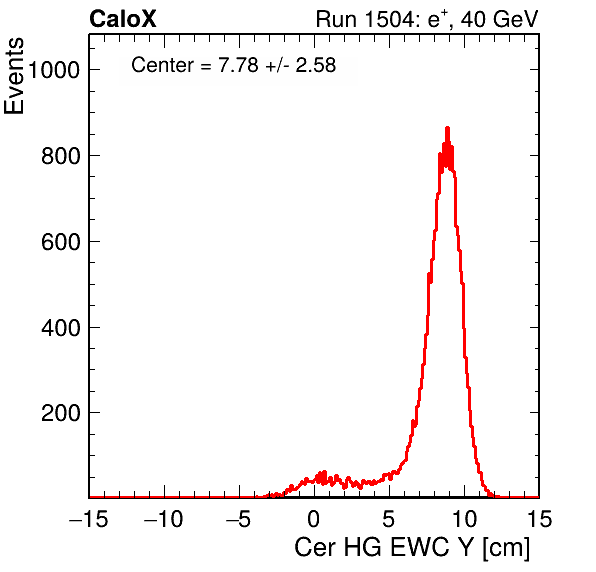 CaloX Run 1504: e⁺, 40 GeV
Center = 7.78 +/- 2.58
Events
1000
800
600
400
200
−15 −10 −5 0 5 10 15
Cer HG EWC Y [cm]